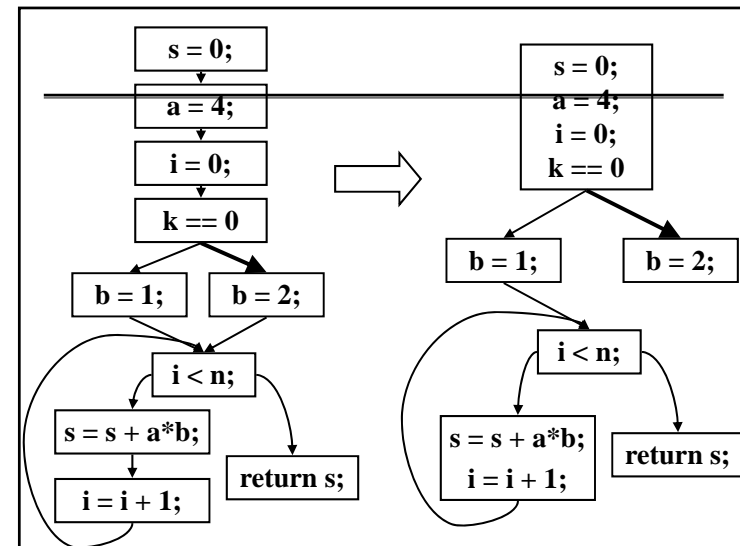 s = 0;
a = 4;
i = 0;
k == 0
b = 1;
b = 2;
i < n;
s = s + a*b;
i = i + 1;
return s;
s = 0;
a = 4;
i = 0;
k == 0
b = 1;
b = 2;
i < n;
s = s + a*b;
i = i + 1;
return s;